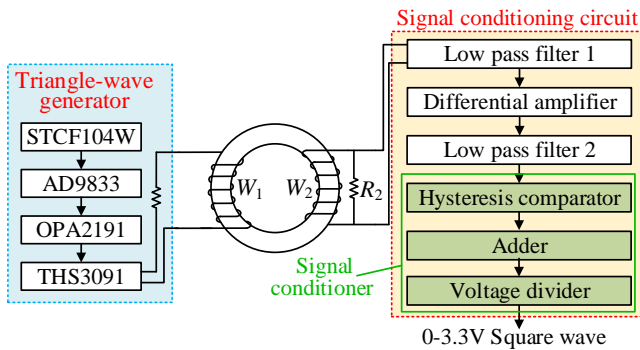 Triangle-wave
generator
STCF104W
AD9833
OPA2191
THS3091
W1
W2
R2
Signal conditioning circuit
Low pass filter 1
Differential amplifier
Low pass filter 2
Hysteresis comparator
Adder
Voltage divider
Signal
conditioner
0-3.3V Square wave